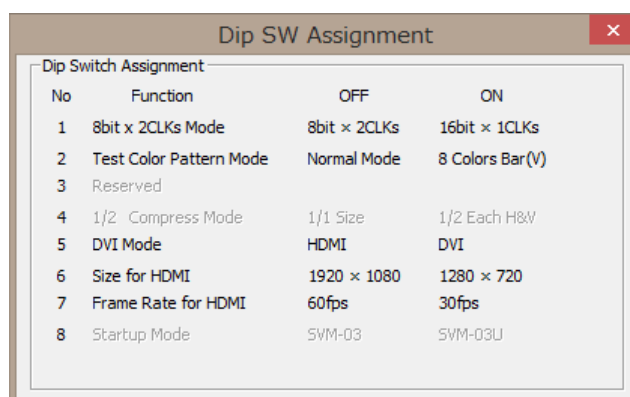 Dip SW Assignment
Dip Switch Assignment
No Function OFF ON
1 8bit x 2CLKs Mode 8bit × 2CLKs 16bit × 1CLKs
2 Test Color Pattern Mode Normal Mode 8 Colors Bar(V)
3 Reserved
4 1/2 Compress Mode 1/1 Size 1/2 Each H&V
5 DVI Mode HDMI DVI
6 Size for HDMI 1920 × 1080 1280 × 720
7 Frame Rate for HDMI 60fps 30fps
8 Startup Mode SVM-03 SVM-03U